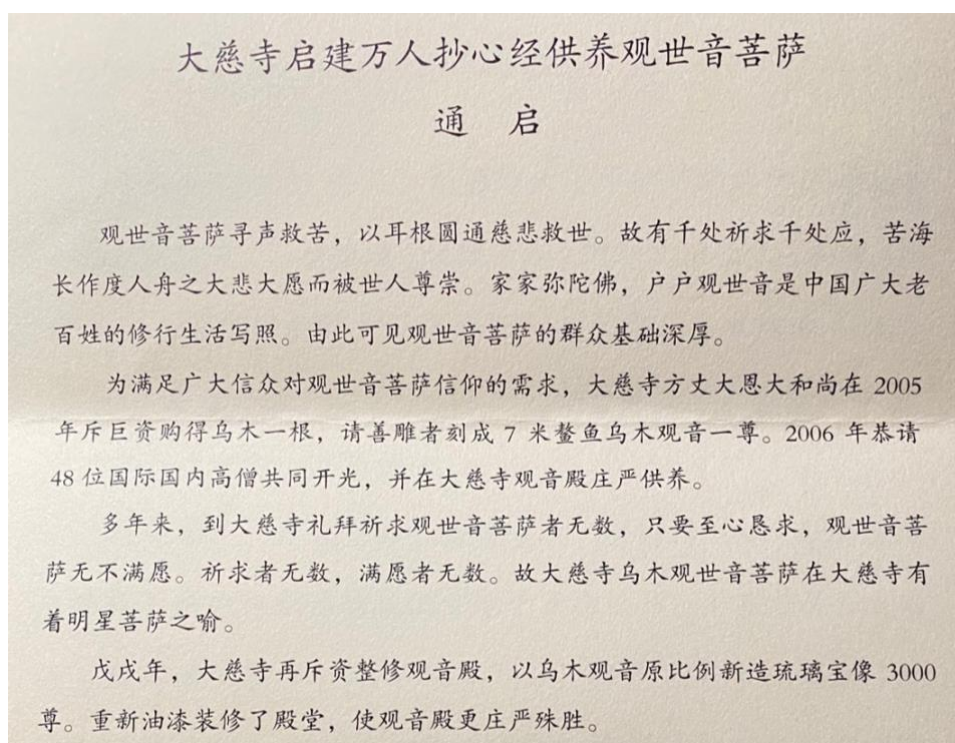 大慈寺启建万人抄心经供养观世音菩萨
通 启
观世音菩萨寻声救苦，以耳根圆通慈悲救世。故有千处祈求千处应，苦海
长作度人舟之大悲大愿而被世人尊崇。家家弥陀佛，户户观世音是中国广大老
百姓的修行生活写照。由此可见观世音菩萨的群众基础深厚。
为满足广大信众对观世音菩萨信仰的需求，大慈寺方丈大恩大和尚在 2005
年斥巨资购得乌木一根，请善雕者刻成 7 米鳌鱼乌木观音一尊。2006 年恭请
48 位国际国内高僧共同开光，并在大慈寺观音殿庄严供养。
多年来，到大慈寺礼拜祈求观世音菩萨者无数，只要至心恳求，观世音菩
萨无不满愿。祈求者无数，满愿者无数。故大慈寺乌木观世音菩萨在大慈寺有
着明星菩萨之喻。
戊戌年，大慈寺再斥资整修观音殿，以乌木观音原比例新造琉璃宝像 3000
尊。重新油漆装修了殿堂，使观音殿更庄严殊胜。